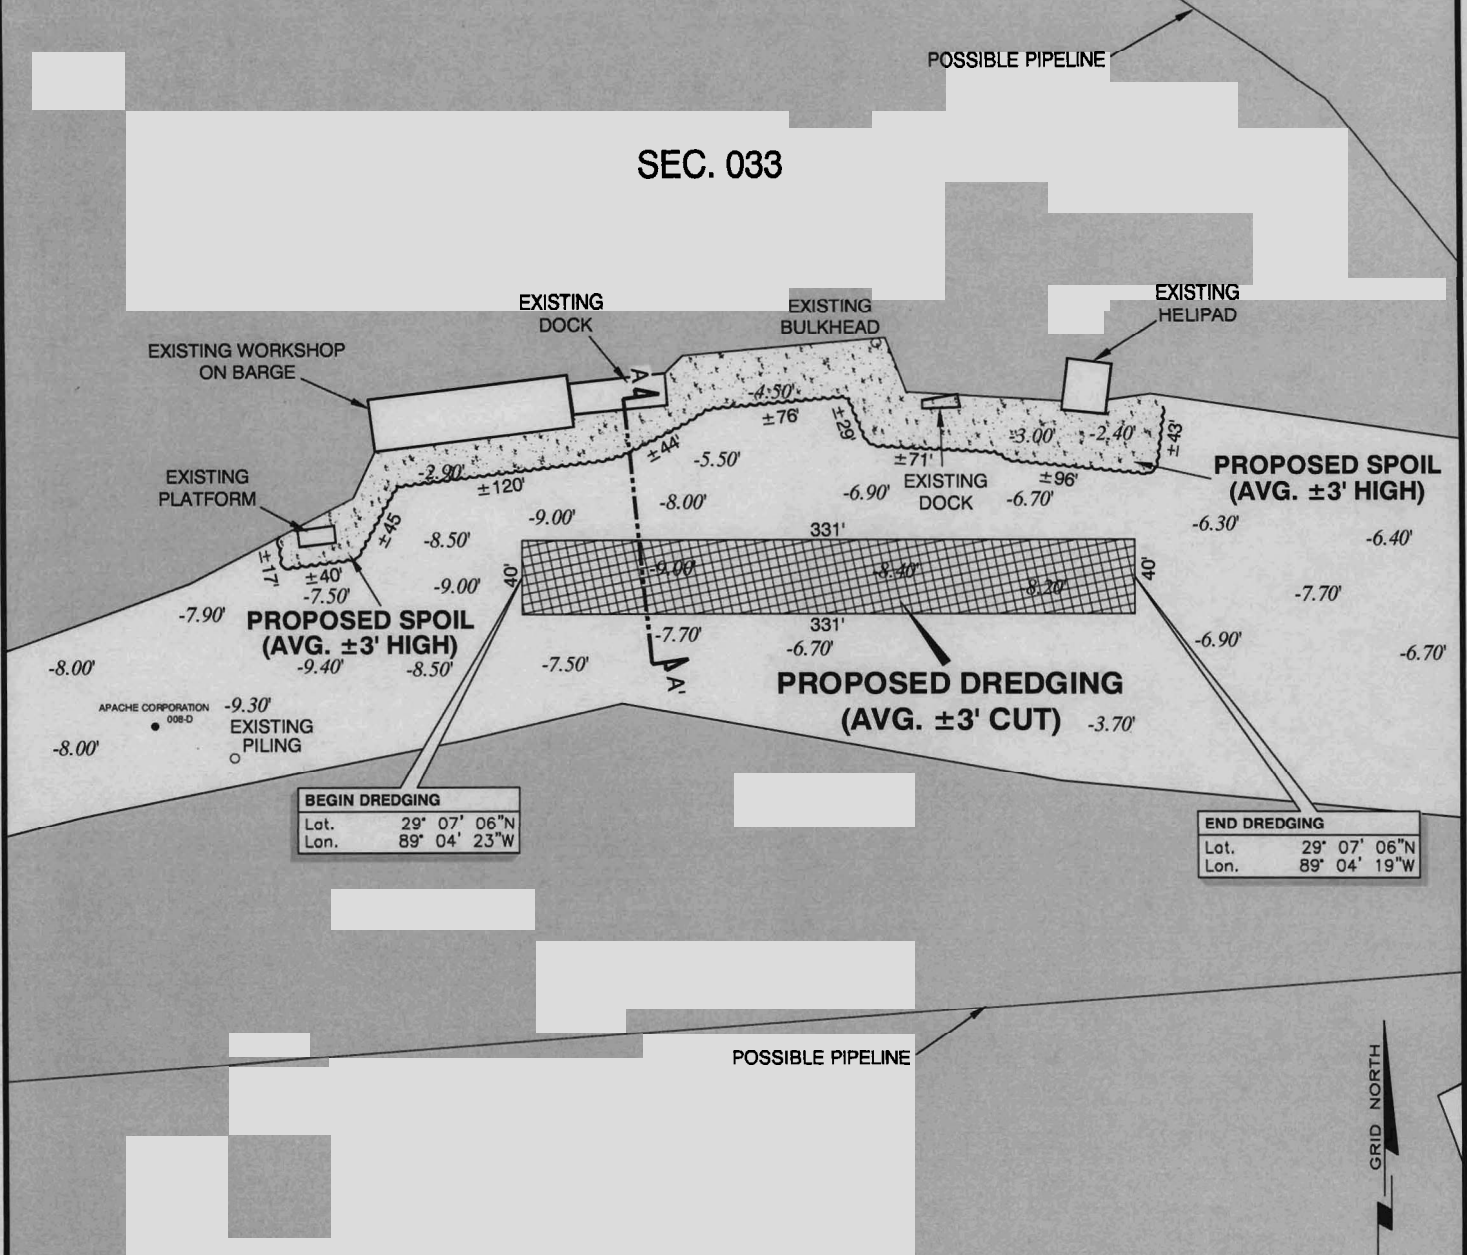 POSSIBLE PIPELINE
SEC. 033
EXISTING
DOCK
EXISTING
BULKHEAD
EXISTING
HELIPAD
EXISTING WORKSHOP
ON BARGE
A
-4.50'
±76'
±29'
-3.00'
-2.40'
±43'
±44'
-5.50'
±71'
EXISTING
DOCK
±96'
PROPOSED SPOIL
(AVG. ±3' HIGH)
EXISTING
PLATFORM
-2.90'
±120'
-9.00'
-8.00'
-6.90'
-6.70'
-6.30'
-6.40'
±45
-8.50'
331'
±17'
±40'
-7.50'
-9.00'
40'
-9.00'
-8.40'
-8.20'
40'
-7.70'
-7.90'
PROPOSED SPOIL
(AVG. ±3' HIGH)
331'
-7.70'
-6.70'
-6.90'
-6.70'
-8.00'
-9.40'
-8.50'
-7.50'
A'
PROPOSED DREDGING
(AVG. ±3' CUT)
-3.70'
APACHE CORPORATION
008-D
-9.30'
EXISTING
PILING
-8.00'
BEGIN DREDGING
Lat. 29° 07' 06"N
Lon. 89° 04' 23"W
END DREDGING
Lat. 29° 07' 06"N
Lon. 89° 04' 19"W
POSSIBLE PIPELINE
GRID NORTH